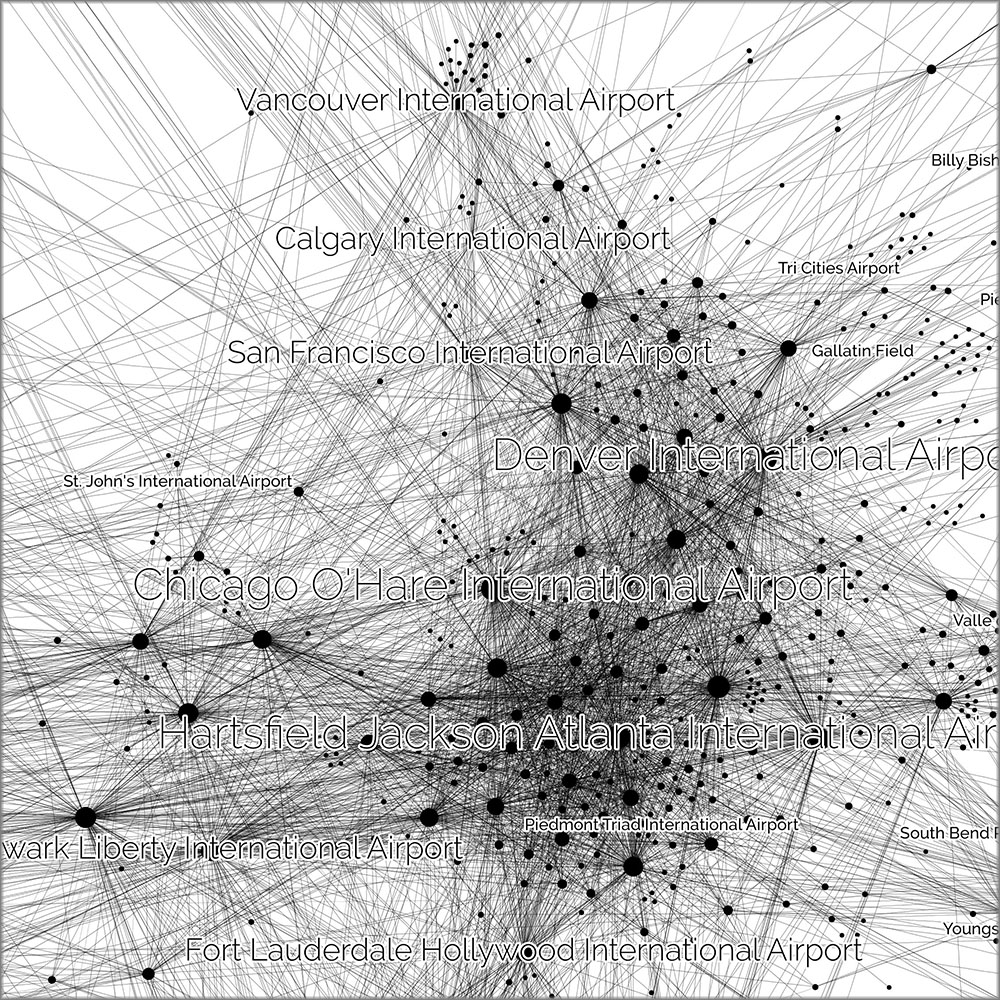 Vancouver International Airport
Billy Bish
Calgary International Airport
Tri Cities Airport
Pie
San Francisco International Airport
Gallatin Field
Denver International Airpo
St. John's International Airport
Chicago O'Hare International Airport
Valle
Hartsfield Jackson Atlanta International Air
Piedmont Triad International Airport
South Bend R
wark Liberty International Airport
Youngs
Fort Lauderdale Hollywood International Airport